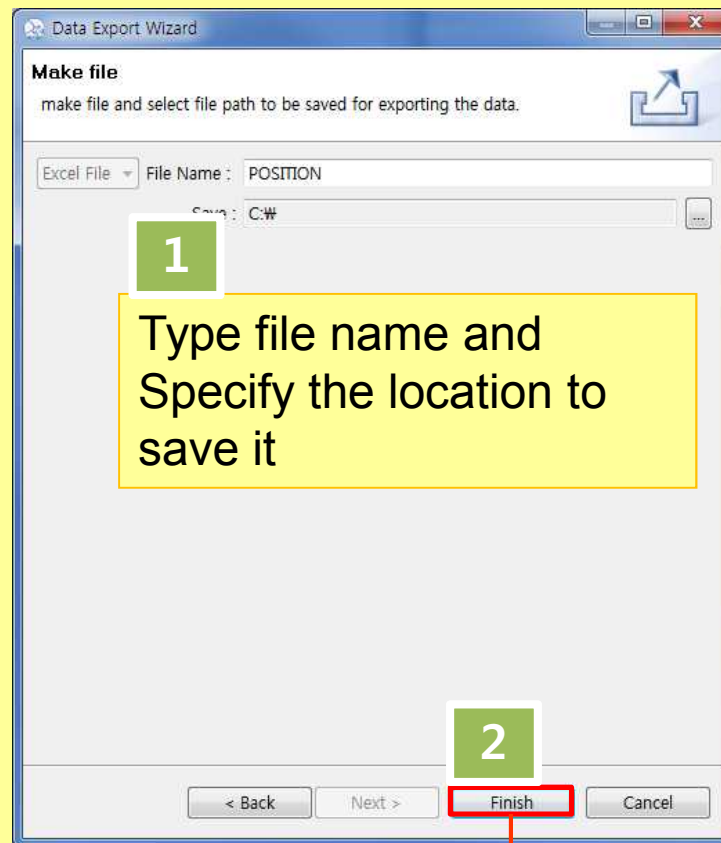 Data Export Wizard
Make file
make file and select file path to be saved for exporting the data.
Excel File File Name : POSITION
Save : C:₩
...
1
Type file name and
Specify the location to
save it
2
< Back Next > Finish Cancel